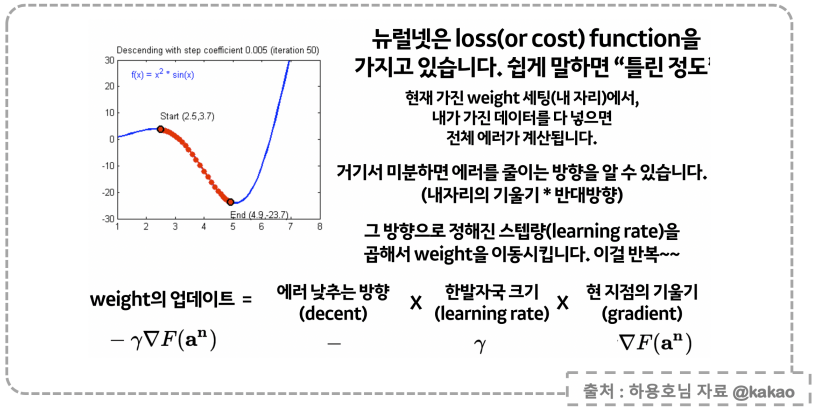 Descending with step coefficient 0.005 (iteration 50)
f(x) = x² * sin(x)
Start (2.5,3.7)
End (4.9,-23.7)
30
20
10
0
-10
-20
-30
1 2 3 4 5 6 7 8
뉴럴넷은 loss(or cost) function을
가지고 있습니다. 쉽게 말하면 “틀린 정도”
현재 가진 weight 세팅(내 자리)에서,
내가 가진 데이터를 다 넣으면
전체 에러가 계산됩니다.
거기서 미분하면 에러를 줄이는 방향을 알 수 있습니다.
(내자리의 기울기 * 반대방향)
그 방향으로 정해진 스텝량(learning rate)을
곱해서 weight을 이동시킵니다. 이걸 반복~~
weight의 업데이트 = 에러 낮추는 방향 x 한발자국 크기 x 현 지점의 기울기
(decent) (learning rate) (gradient)
− γ∇F(aⁿ) − γ ∇F(aⁿ)
출처 : 하용호님 자료 @kakao